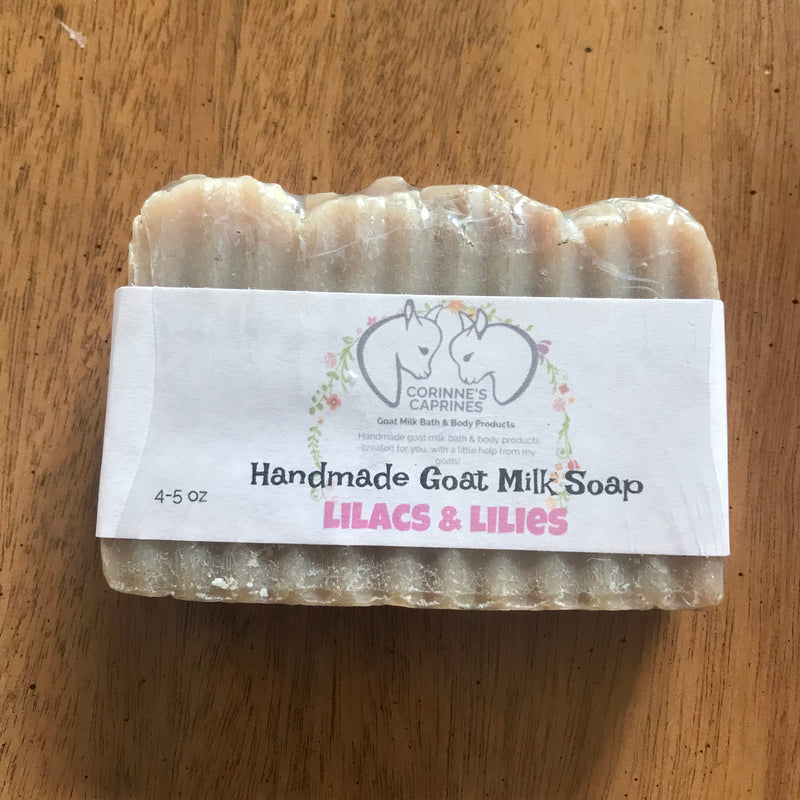 CORINNE'S
CAPRINES
Goat Milk Bath & Body Products
Handmade goat milk bath & body products
created for you, with a little help from my
goats!
Handmade Goat Milk Soap
4-5 oz
LILACS & LILIES